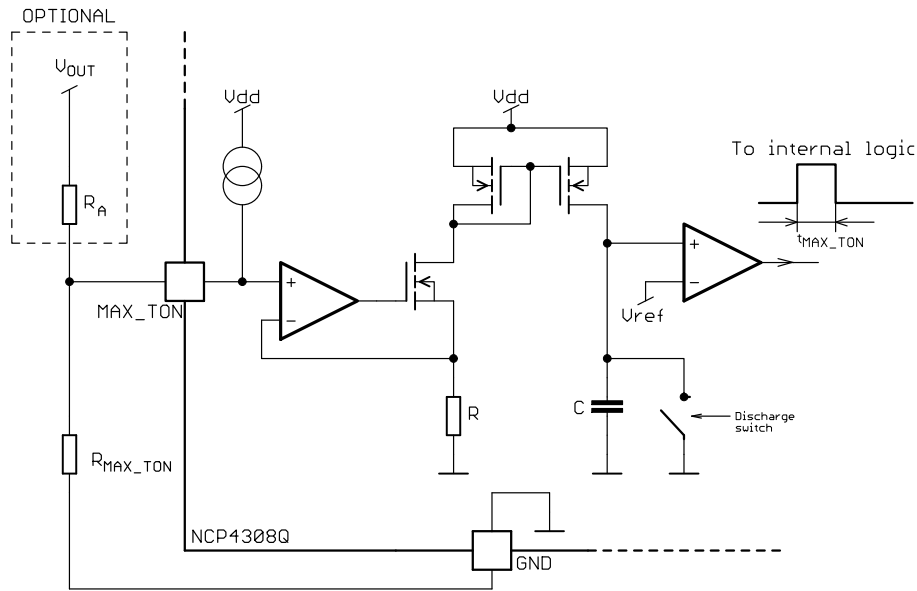 OPTIONAL
VOUT
RA
Vdd
Vdd
To internal logic
tMAX_TON
MAX_TON
+
−
+
−
Vref
R
C
Discharge
switch
RMAX_TON
NCP4308Q
GND